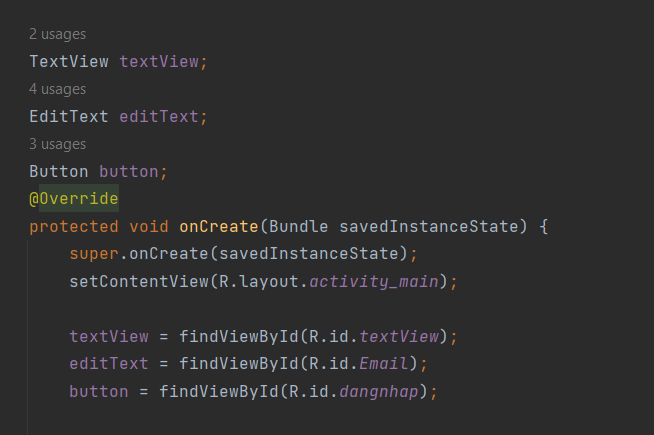 2 usages
TextView textView;
4 usages
EditText editText;
3 usages
Button button;
@Override
protected void onCreate(Bundle savedInstanceState) {
super.onCreate(savedInstanceState);
setContentView(R.layout.activity_main);
textView = findViewById(R.id.textView);
editText = findViewById(R.id.Email);
button = findViewById(R.id.dangnhap);